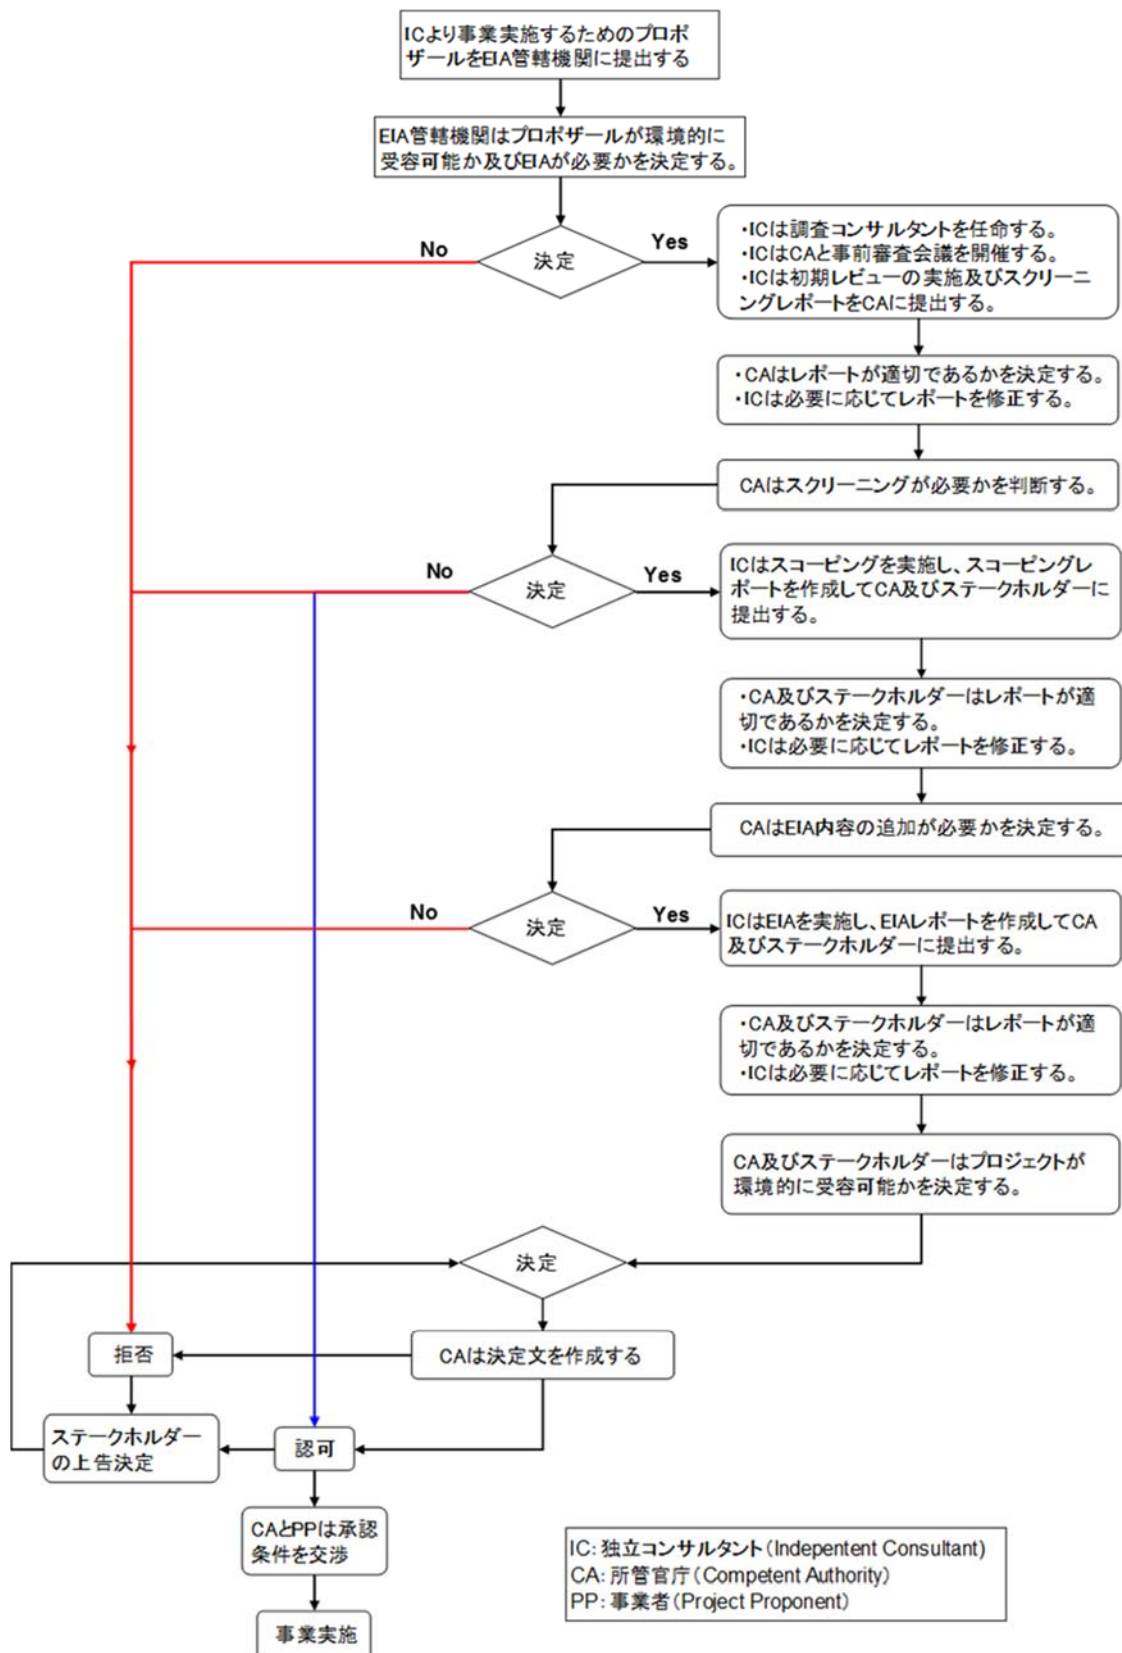 ICより事業実施するためのプロポ
ザールをEIA管轄機関に提出する
EIA管轄機関はプロポザールが環境的に
受容可能か及びEIAが必要かを決定する。
No
決定
Yes
・ICは調査コンサルタントを任命する。
・ICはCAと事前審査会議を開催する。
・ICは初期レビューの実施及びスクリーニ
ングレポートをCAに提出する。
・CAはレポートが適切であるかを決定する。
・ICは必要に応じてレポートを修正する。
CAはスクリーニングが必要かを判断する。
No
決定
Yes
ICはスコーピングを実施し、スコーピングレ
ポートを作成してCA及びステークホルダーに
提出する。
・CA及びステークホルダーはレポートが適
切であるかを決定する。
・ICは必要に応じてレポートを修正する。
CAはEIA内容の追加が必要かを決定する。
No
決定
Yes
ICはEIAを実施し、EIAレポートを作成してCA
及びステークホルダーに提出する。
・CA及びステークホルダーはレポートが適
切であるかを決定する。
・ICは必要に応じてレポートを修正する。
CA及びステークホルダーはプロジェクトが
環境的に受容可能かを決定する。
決定
拒否
CAは決定文を作成する
ステークホルダー
の上告決定
認可
CAとPPは承認
条件を交渉
事業実施
IC: 独立コンサルタント（Indepentent Consultant）
CA: 所管官庁（Competent Authority）
PP: 事業者（Project Proponent）